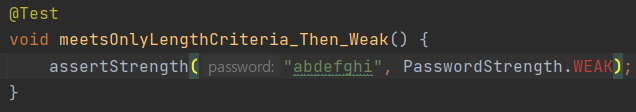 @Test
void meetsOnlyLengthCriteria_Then_Weak() {
assertStrength( password: "abdefghi", PasswordStrength.WEAK);
}